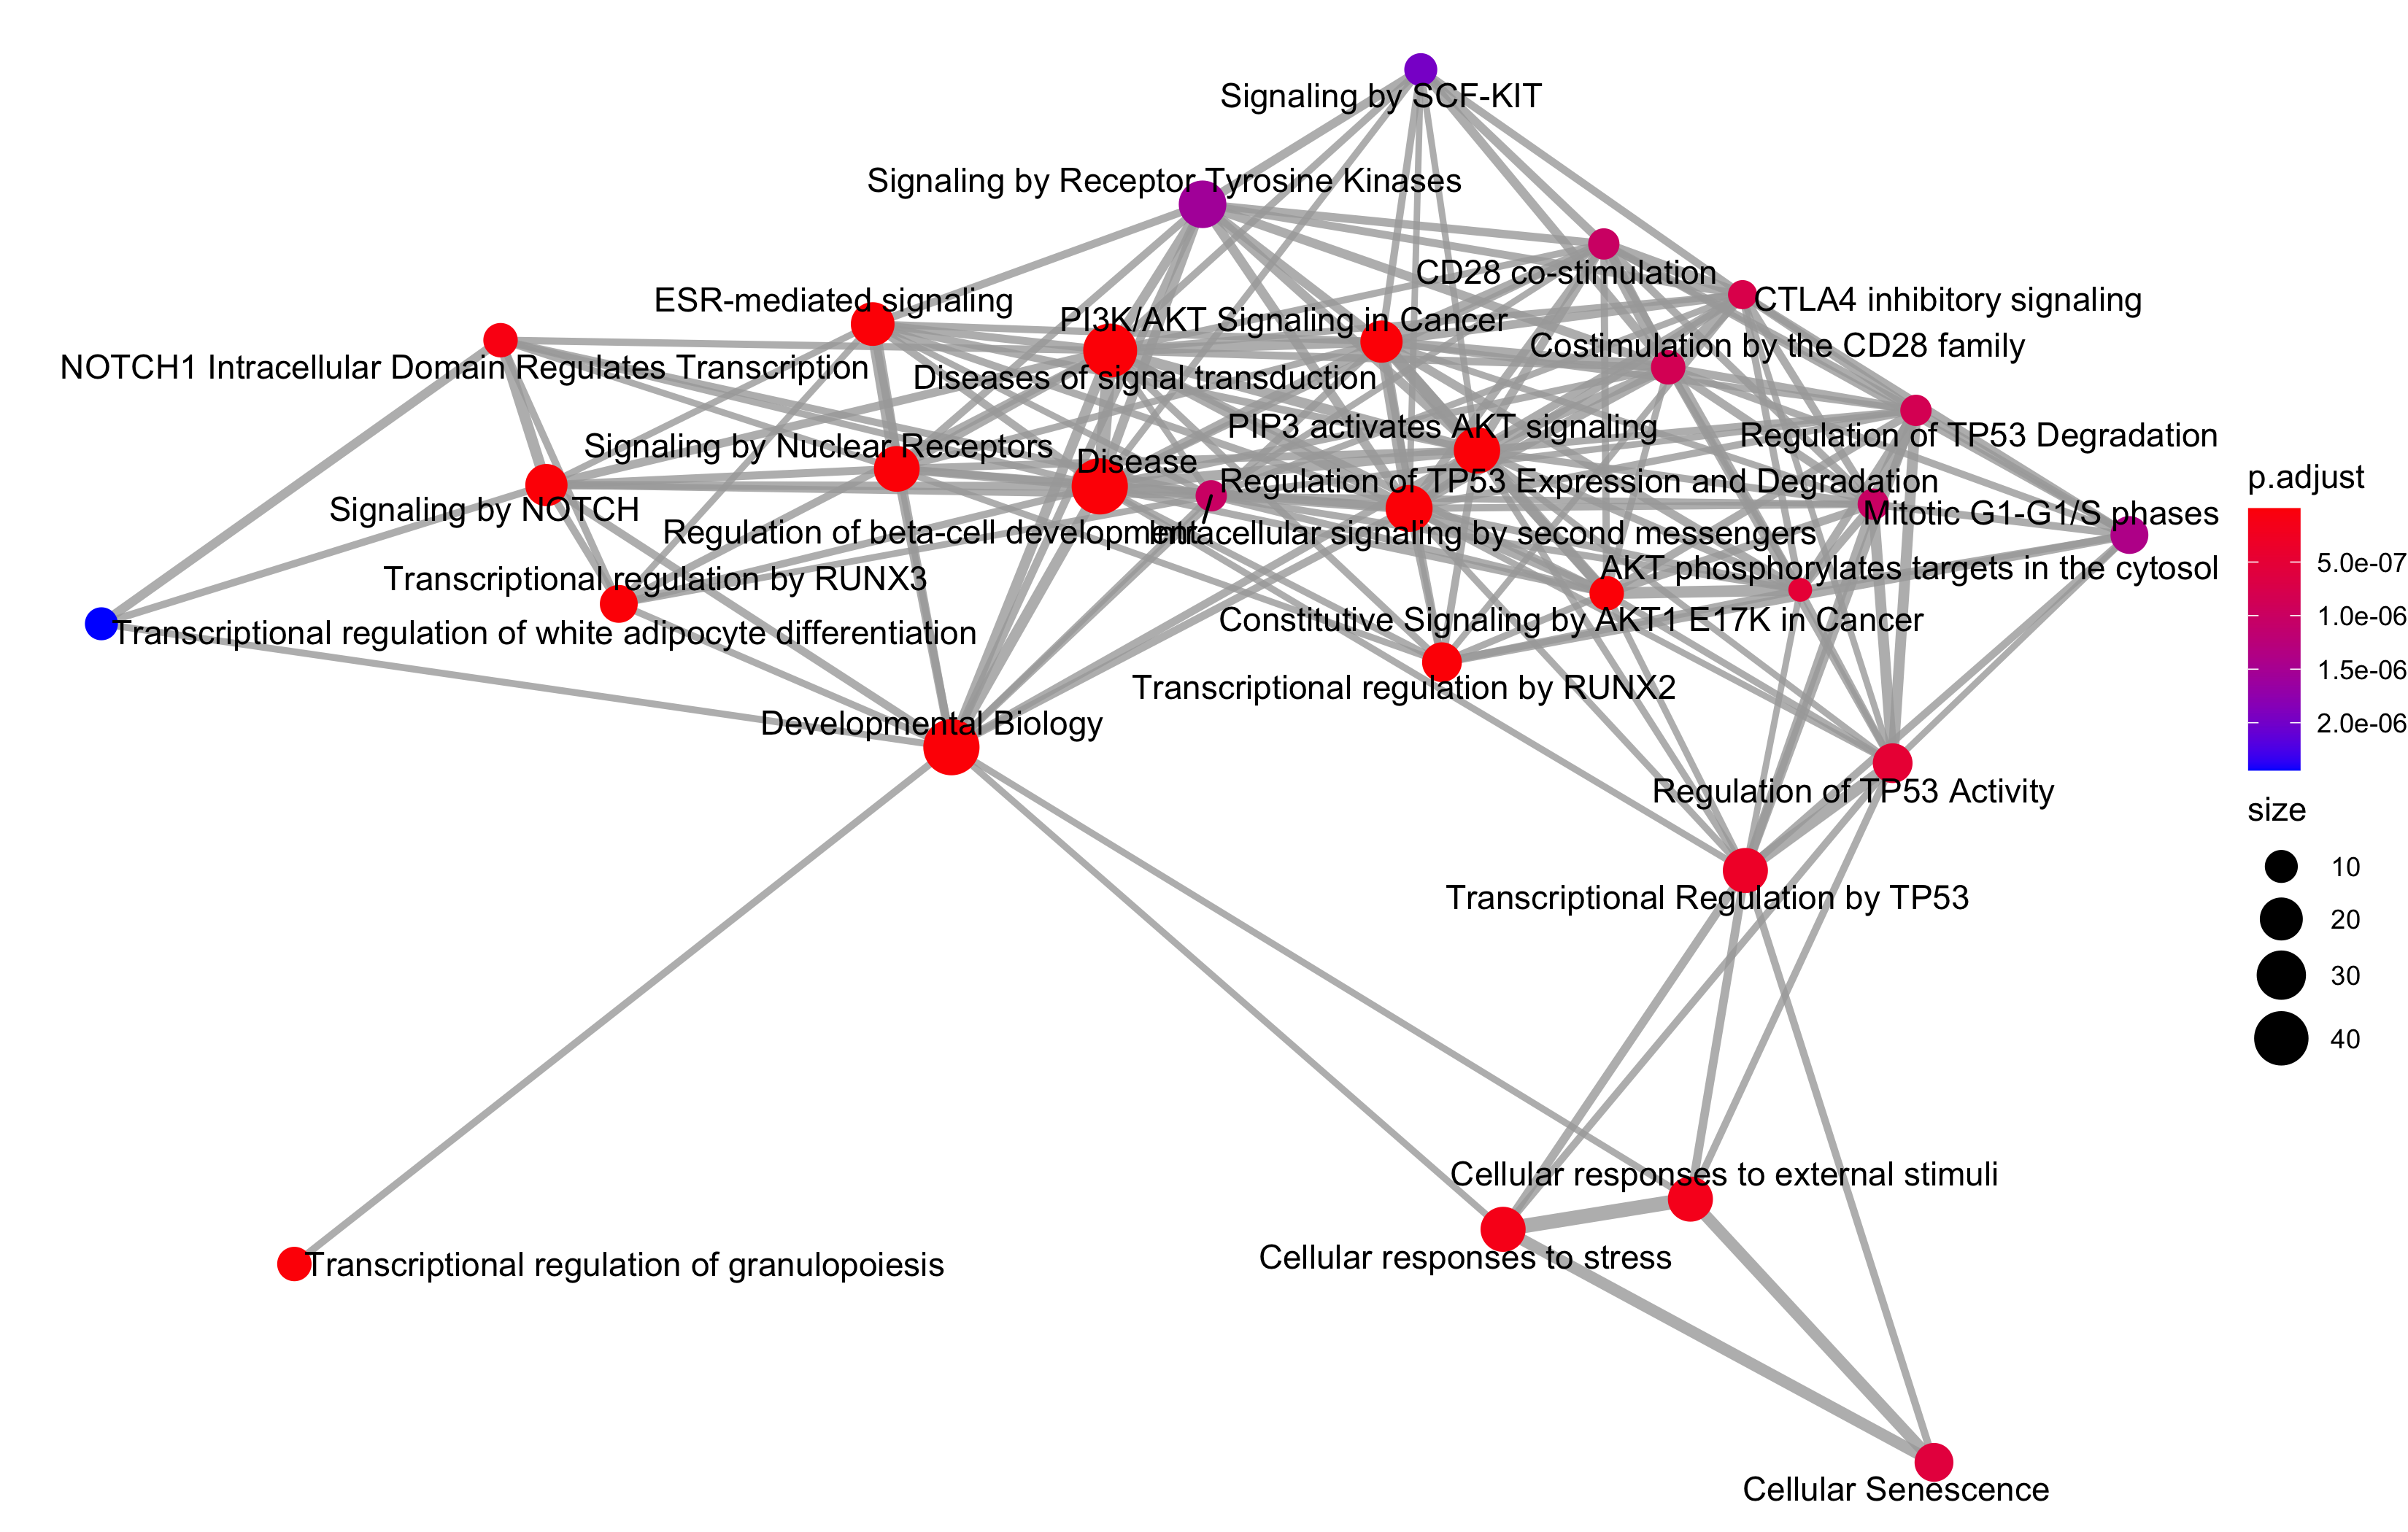 Signaling by SCF-KIT
Signaling by Receptor Tyrosine Kinases
CD28 co-stimulation
ESR-mediated signaling
CTLA4 inhibitory signaling
PI3K/AKT Signaling in Cancer
Costimulation by the CD28 family
NOTCH1 Intracellular Domain Regulates Transcription
Diseases of signal transduction
PIP3 activates AKT signaling
Regulation of TP53 Degradation
Signaling by Nuclear Receptors
Disease
Regulation of TP53 Expression and Degradation
Signaling by NOTCH
Mitotic G1-G1/S phases
Regulation of beta-cell development
Intracellular signaling by second messengers
AKT phosphorylates targets in the cytosol
Transcriptional regulation by RUNX3
Constitutive Signaling by AKT1 E17K in Cancer
Transcriptional regulation of white adipocyte differentiation
Transcriptional regulation by RUNX2
Developmental Biology
Regulation of TP53 Activity
Transcriptional Regulation by TP53
Cellular responses to external stimuli
Cellular responses to stress
Transcriptional regulation of granulopoiesis
Cellular Senescence
p.adjust
5.0e-07
1.0e-06
1.5e-06
2.0e-06
size
10
20
30
40